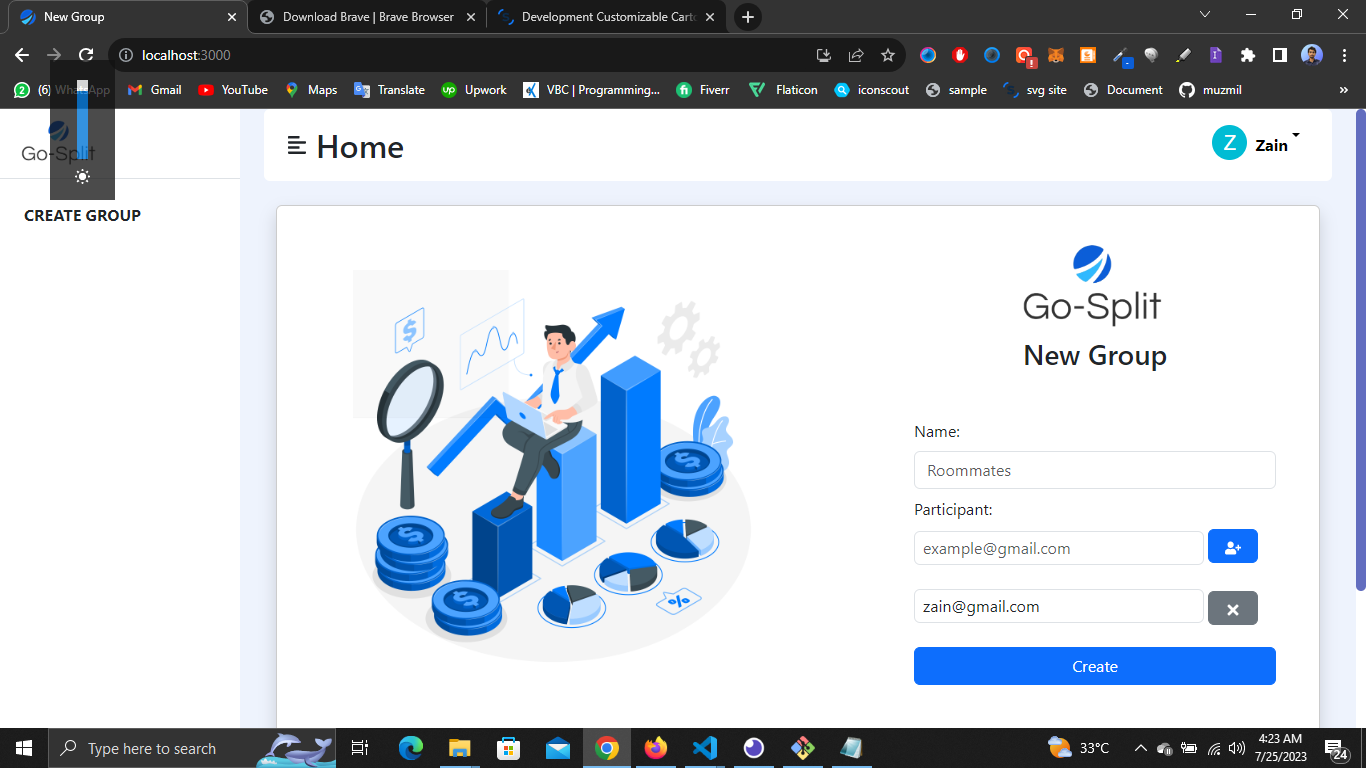 New Group
Download Brave | Brave Browser
Development Customizable Carto
localhost:3000
(6) WhatsApp
Gmail
YouTube
Maps
Translate
Upwork
VBC | Programming...
Fiverr
Flaticon
iconscout
sample
svg site
Document
muzmil
»
Go-Split
Home
Z
Zain
CREATE GROUP
Go-Split
New Group
Name:
Roommates
Participant:
example@gmail.com
zain@gmail.com
Create
Type here to search
33°C
4:23 AM
7/25/2023
24